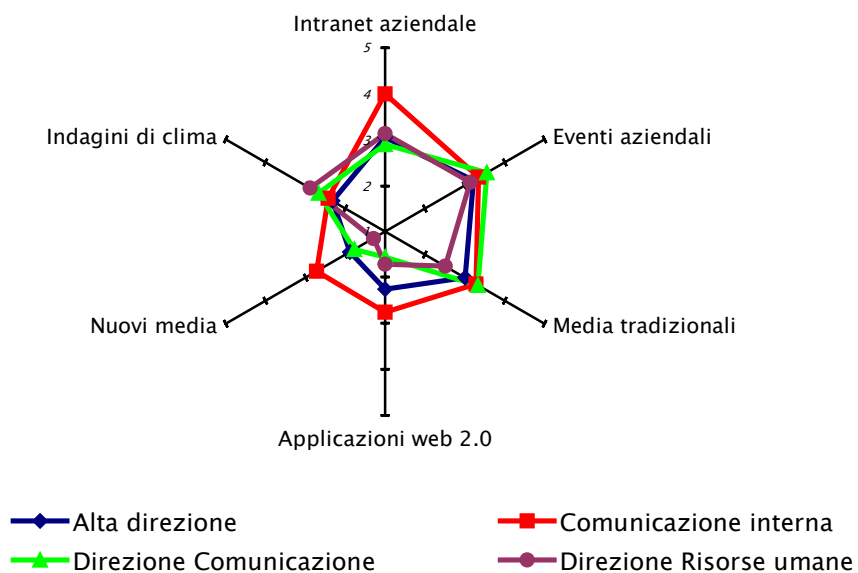 Intranet aziendale
5
4
Indagini di clima
3
Eventi aziendali
2
1
Nuovi media
Media tradizionali
Applicazioni web 2.0
Alta direzione
Comunicazione interna
Direzione Comunicazione
Direzione Risorse umane